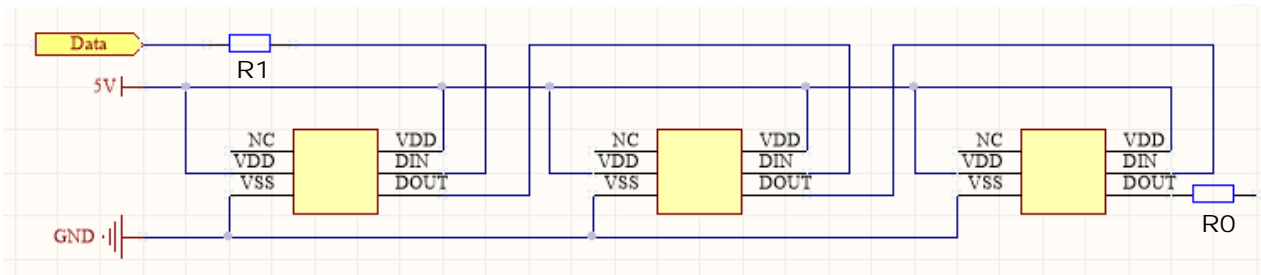 Data
R1
5V
NC VDD NC VDD NC VDD
VDD DIN VDD DIN VDD DIN
VSS DOUT VSS DOUT VSS DOUT
R0
GND